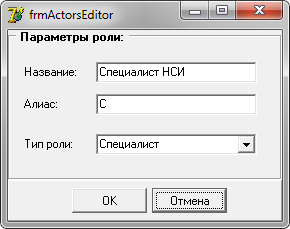 frmActorsEditor
Параметры роли:
Название: Специалист НСИ
Алиас: С
Тип роли: Специалист
OK Отмена